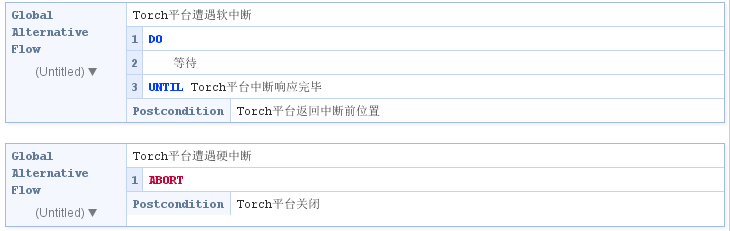 Global Alternative Flow
(Untitled) ▼
Torch平台遭遇软中断
1 DO
2 等待
3 UNTIL Torch平台中断响应完毕
Postcondition Torch平台返回中断前位置
Global Alternative Flow
(Untitled) ▼
Torch平台遭遇硬中断
1 ABORT
Postcondition Torch平台关闭